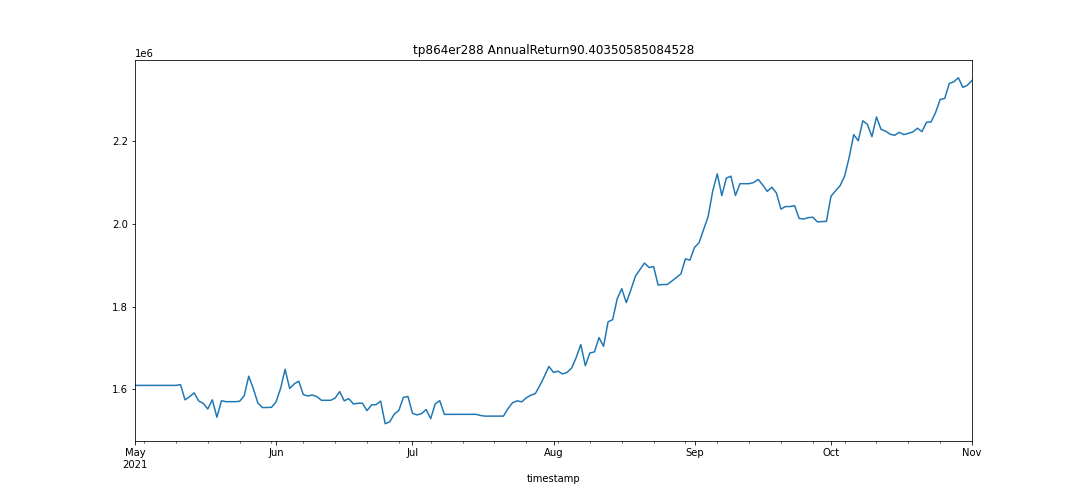 tp864er288 AnnualReturn90.40350585084528
1e6
2.2
2.0
1.8
1.6
May Jun Jul Aug Sep Oct Nov
2021
timestamp